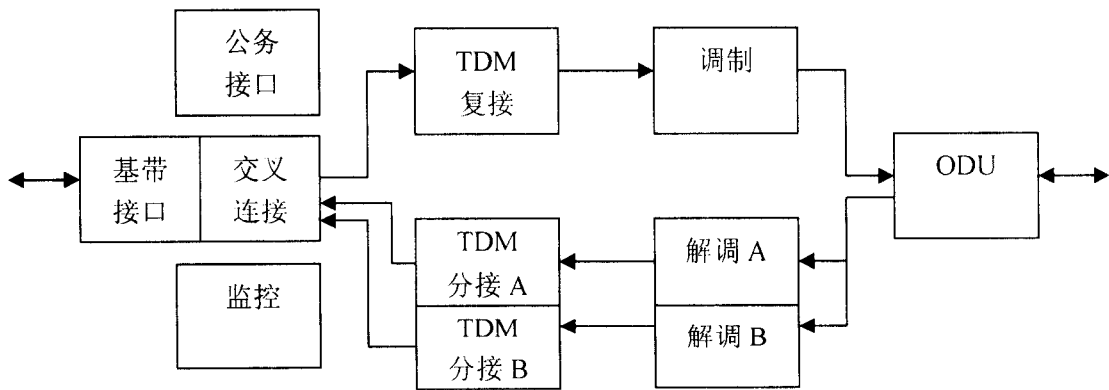 公务
接口
TDM
复接
调制
基带
接口
交叉
连接
ODU
TDM
分接 A
解调 A
监控
TDM
分接 B
解调 B